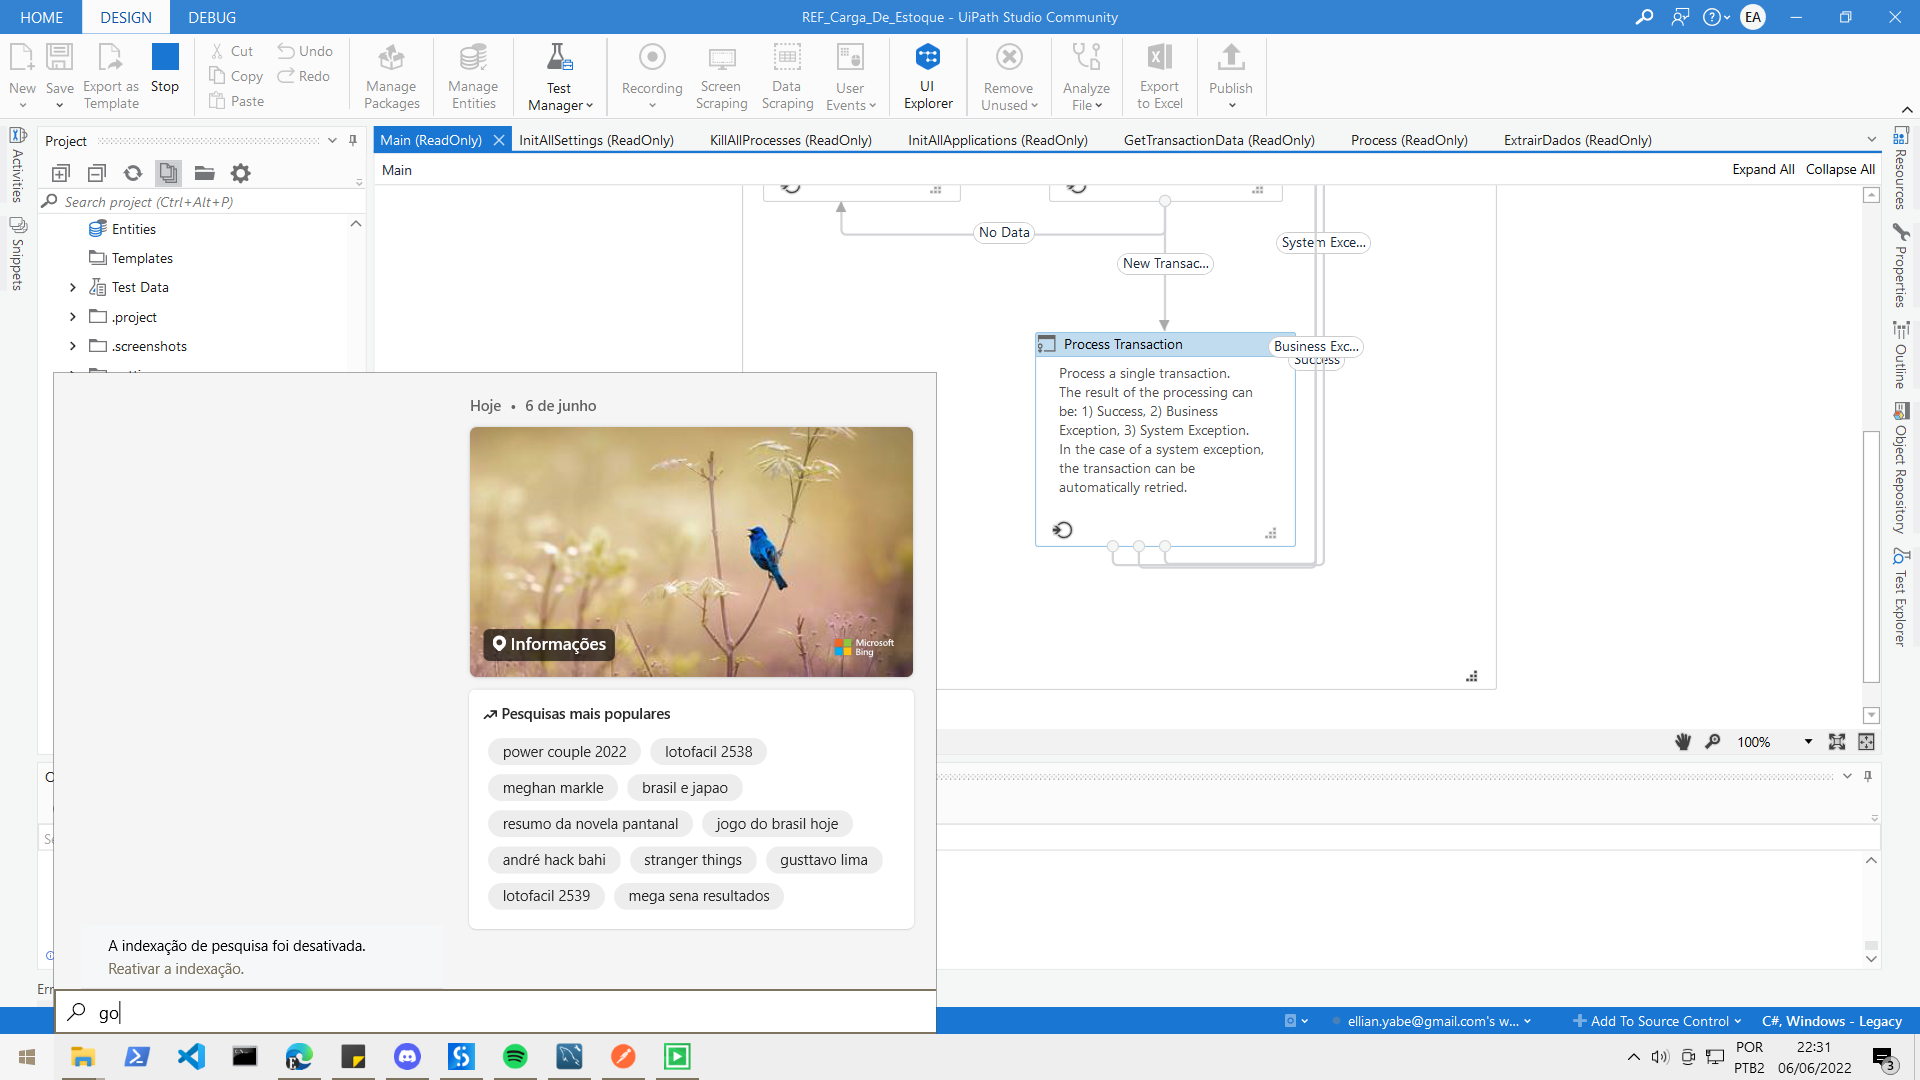 HOME
DESIGN
DEBUG
REF_Carga_De_Estoque - UiPath Studio Community
EA
New
Save
Export as
Template
Stop
Cut
Copy
Paste
Undo
Redo
Manage
Packages
Manage
Entities
Test
Manager
Recording
Screen
Scraping
Data
Scraping
User
Events
UI
Explorer
Remove
Unused
Analyze
File
Export
to Excel
Publish
Activities
Snippets
Project
Search project (Ctrl+Alt+P)
Entities
Templates
Test Data
.project
.screenshots
Main (ReadOnly)
InitAllSettings (ReadOnly)
KillAllProcesses (ReadOnly)
InitAllApplications (ReadOnly)
GetTransactionData (ReadOnly)
Process (ReadOnly)
ExtrairDados (ReadOnly)
Main
Expand All
Collapse All
No Data
New Transac...
System Exce...
Business Exc...
Success
Process Transaction
Process a single transaction.
The result of the processing can
be: 1) Success, 2) Business
Exception, 3) System Exception.
In the case of a system exception,
the transaction can be
automatically retried.
100%
Resources
Properties
Outline
Object Repository
Test Explorer
Hoje • 6 de junho
Informações
Microsoft
Bing
Pesquisas mais populares
power couple 2022
lotofacil 2538
meghan markle
brasil e japao
resumo da novela pantanal
jogo do brasil hoje
andré hack bahi
stranger things
gusttavo lima
lotofacil 2539
mega sena resultados
A indexação de pesquisa foi desativada.
Reativar a indexação.
go
ellian.yabe@gmail.com's w...
Add To Source Control
C#, Windows - Legacy
POR
PTB2
22:31
06/06/2022
3